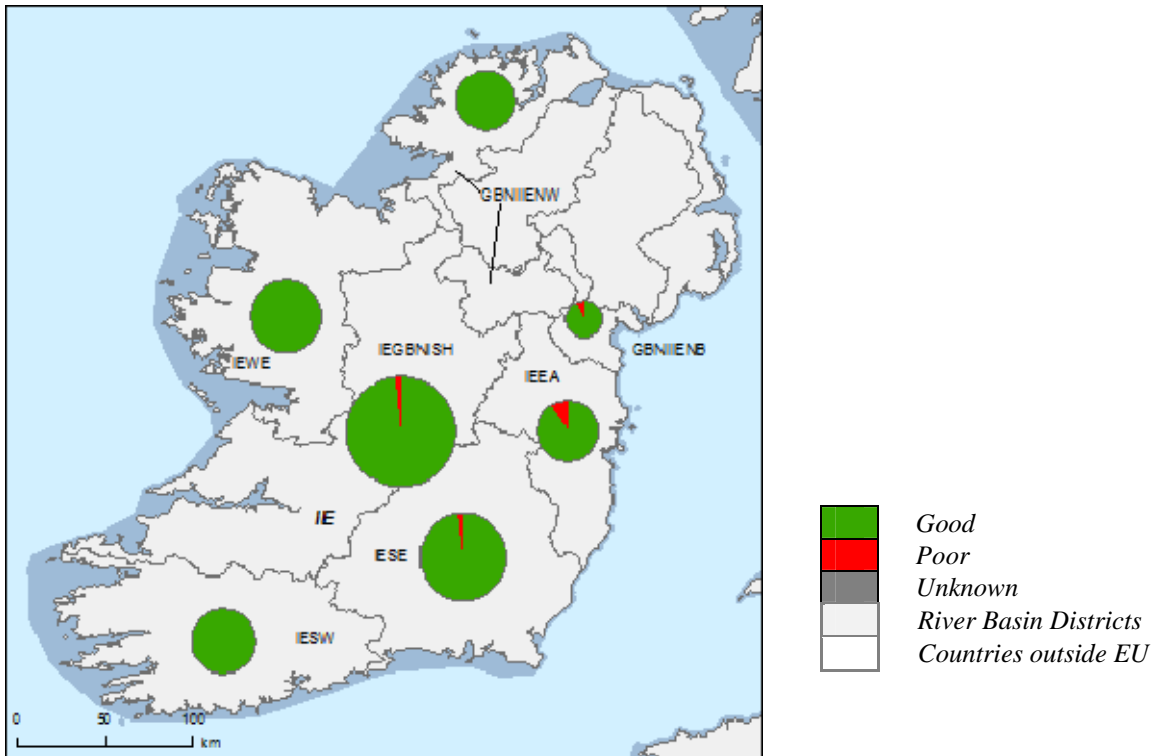 GBNIIENW
IEWE
IEGBNISH
GBNIIENB
IEEA
IE
IESE
IESW
0 50 100
km
Good
Poor
Unknown
River Basin Districts
Countries outside EU